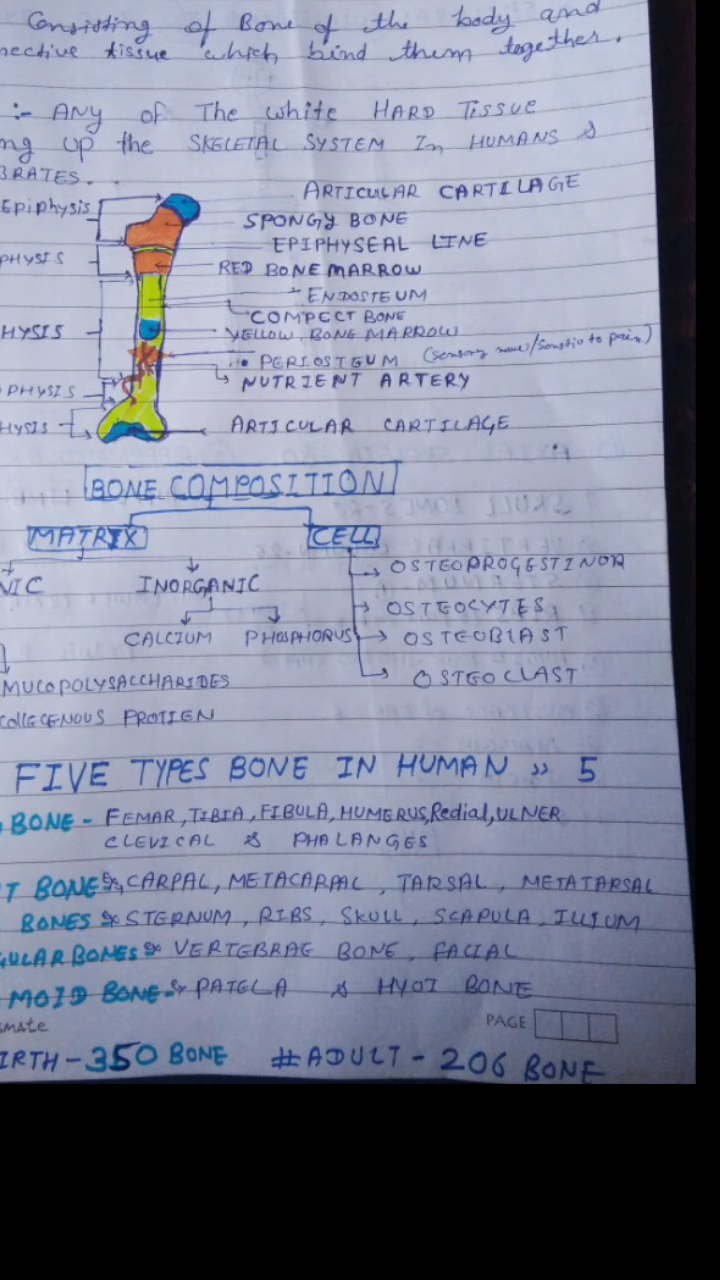 Consisting of Bone of the body and
nective tissue which bind them together.
:- ANY of The white HARD TISSUE
ng up the SKELETAL SYSTEM In HUMANS &
BRATES.
Epiphysis
ARTICULAR CARTILAGE
SPONGY BONE
EPIPHYSEAL LINE
PHYSIS
RED BONE MARROW
ENDOSTEUM
COMPECT BONE
HYSIS
YELLOW BONE MARROW
PERIOSTEUM (sensory to pain)
PHYSIS
NUTRIENT ARTERY
HYSIS
ARTICULAR CARTILAGE
BONE COMPOSITION
MATRIX CELL
NIC INORGANIC
OSTEOPROGESTINOR
OSTEOCYTES
CALCIUM PHOSPHORUS
OSTEOBLAST
OSTEOCLAST
MUCOPOLYSACCHARIDES
COllEGENOUS PROTIEN
FIVE TYPES BONE IN HUMAN >> 5
BONE - FEMAR, TIBIA, FIBULA, HUMERUS, Redial, ULNER
CLEVICAL & PHALANGES
T BONE CARPAL, METACARPAL, TARSAL, METATARSAL
BONES STERNUM, RIBS, SKULL, SCAPULA, ILLIUM
GULAR BONES VERTEBRAE BONE, FACIAL
MOID BONE PATELA & HYOI BONE
smate
PAGE
IRTH - 350 BONE #ADULT - 206 BONE